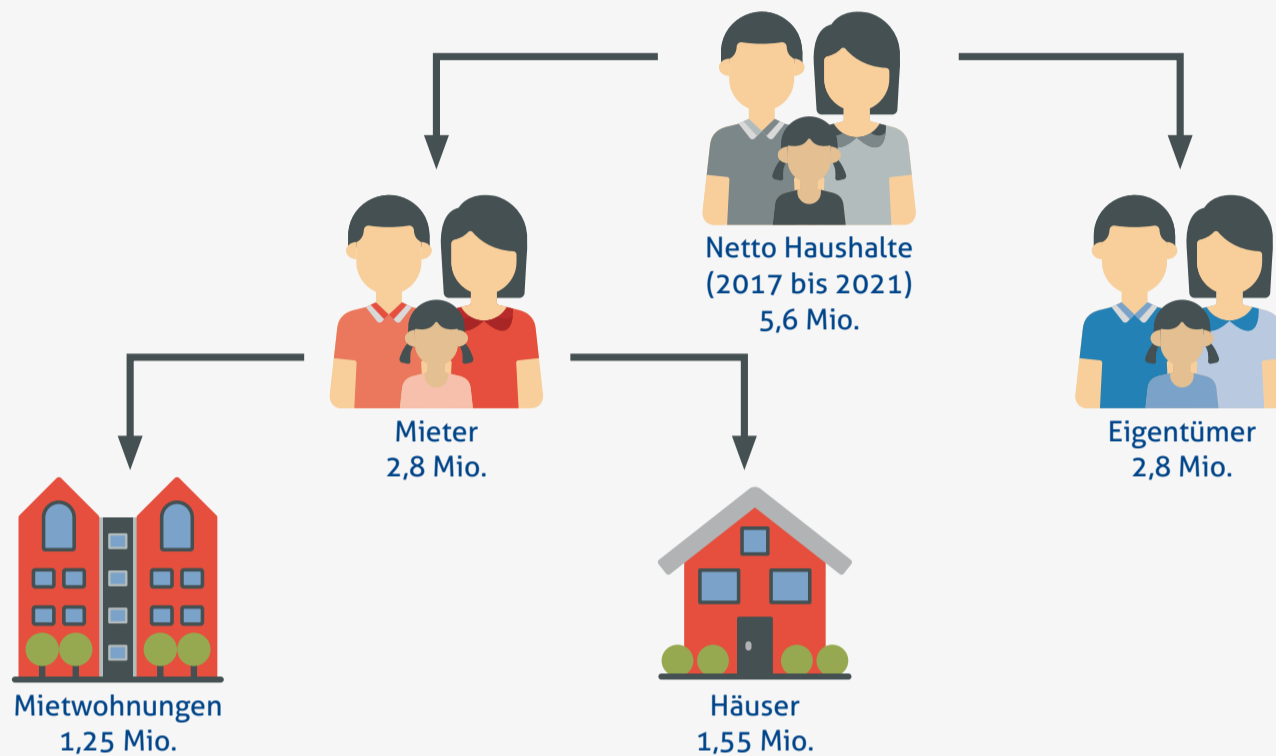 Netto Haushalte
(2017 bis 2021)
5,6 Mio.
Mieter
2,8 Mio.
Eigentümer
2,8 Mio.
Mietwohnungen
1,25 Mio.
Häuser
1,55 Mio.